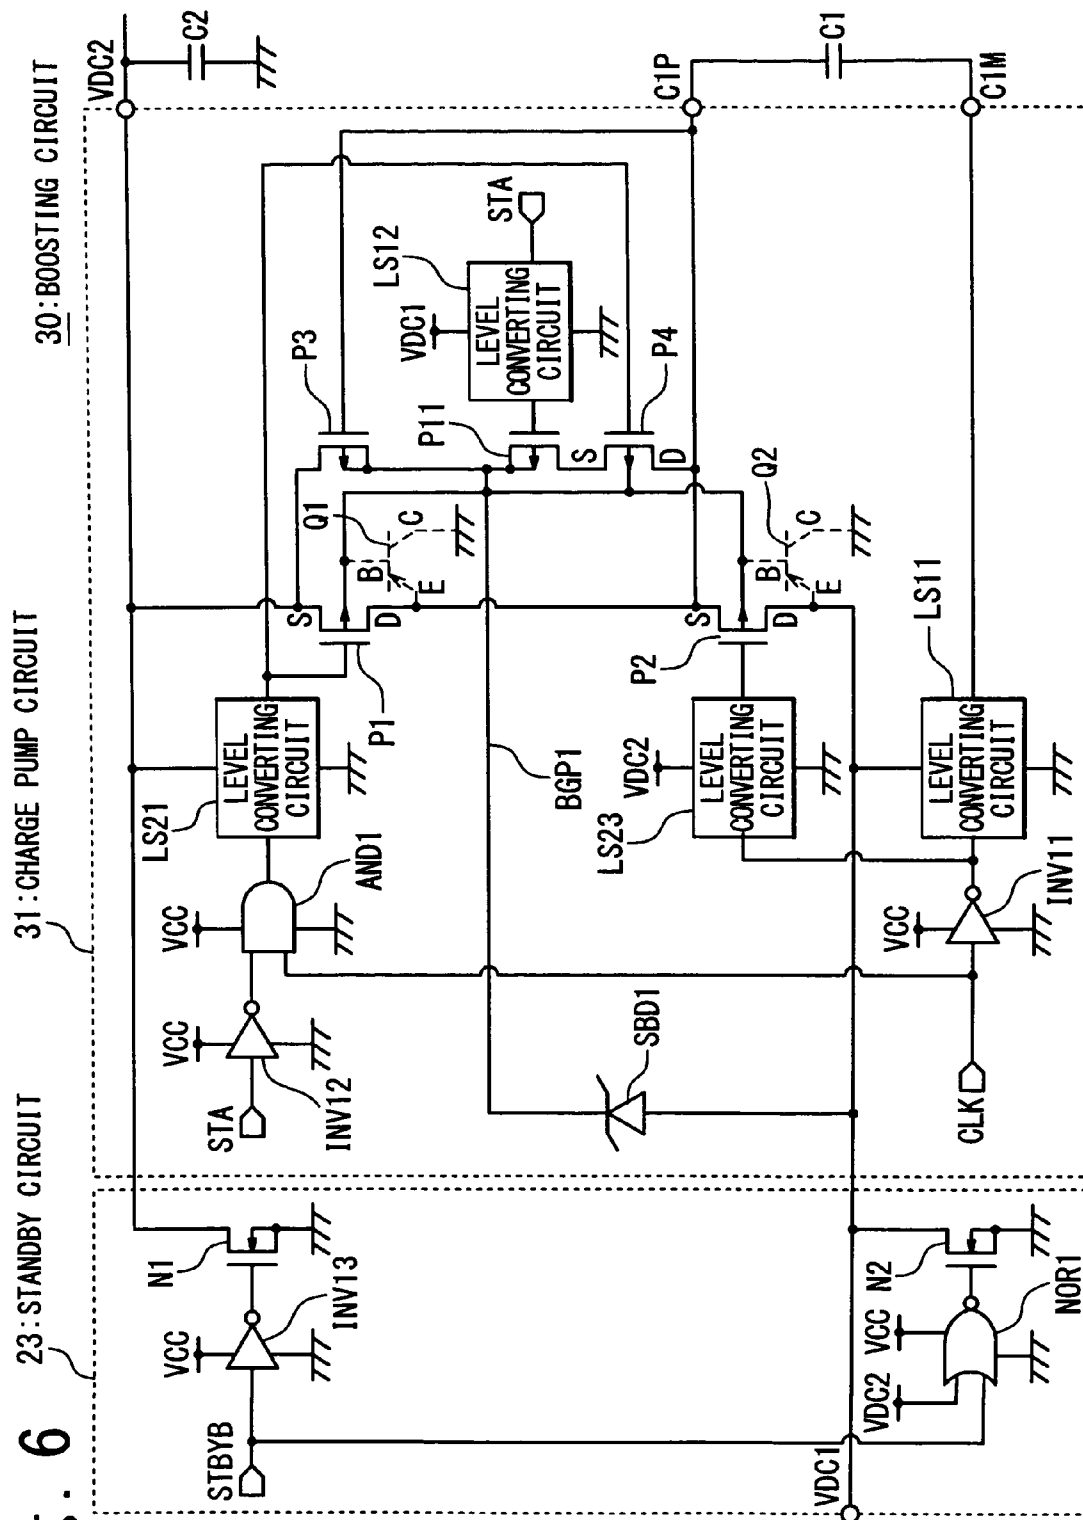 . 6
23:STANDBY CIRCUIT
31:CHARGE PUMP CIRCUIT
30:BOOSTING CIRCUIT
VDC2
C2
STBYB
VCC
INV13
N1
STA
VCC
INV12
VCC
AND1
LS21
LEVEL
CONVERTING
CIRCUIT
P1
S
D
Q1
B
C
E
P3
P11
VDC1
LS12
LEVEL
CONVERTING
CIRCUIT
STA
S
D
P4
C1P
C1
C1M
SBD1
BGP1
VDC2
LS23
LEVEL
CONVERTING
CIRCUIT
P2
S
D
Q2
B
C
E
VDC1
VDC2
VCC
N2
NOR1
CLK
VCC
INV11
LEVEL
CONVERTING
CIRCUIT
LS11